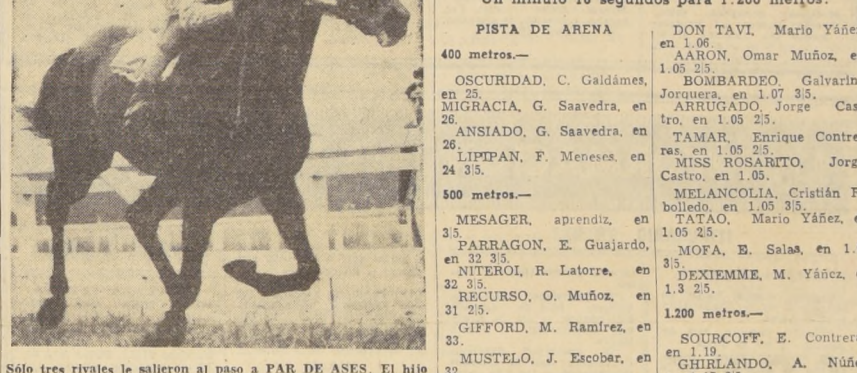 Sólo tres rivales le salieron al paso a PAR DE ASES. El hijo
Un minuto 16 segundos para 1.200 metros.
PISTA DE ARENA
400 metros.—
OSCURIDAD, C. Galdámes,
en 25.
MIGRACIA, G. Saavedra, en
26.
ANSIADO, G. Saavedra, en
26.
LIPIPAN, F. Meneses, en
24 3|5.
500 metros.—
MESAGER, aprendiz, en
3|5.
PARRAGON, E. Guajardo,
en 32 3|5.
NITEROI, R. Latorre, en
32 3|5.
RECURSO, O. Muñoz, en
31 2|5.
GIFFORD, M. Ramírez, en
33.
MUSTELO, J. Escobar, en
32
DON TAVI, Mario Yáñez
en 1.06.
AARON, Omar Muñoz, e
1.05 2|5.
BOMBARDEO, Galvarin
Jorquera, en 1.07 3|5.
ARRUGADO, Jorge Cas
tro, en 1.05 2|5.
TAMAR, Enrique Contre
ras, en 1.05 2|5.
MISS ROSARITO, Jorg
Castro, en 1.05.
MELANCOLIA, Cristián R
bolledo, en 1.05 3|5.
TATAO, Mario Yáñez, e
1.05 2|5.
MOFA, E. Salas, en 1.
3|5.
DEXIEMME, M. Yáñez,
1.3 2|5.
1.200 metros.—
SOURCOFF, E. Contrera
en 1.19.
GHIRLANDO, A. Núñe